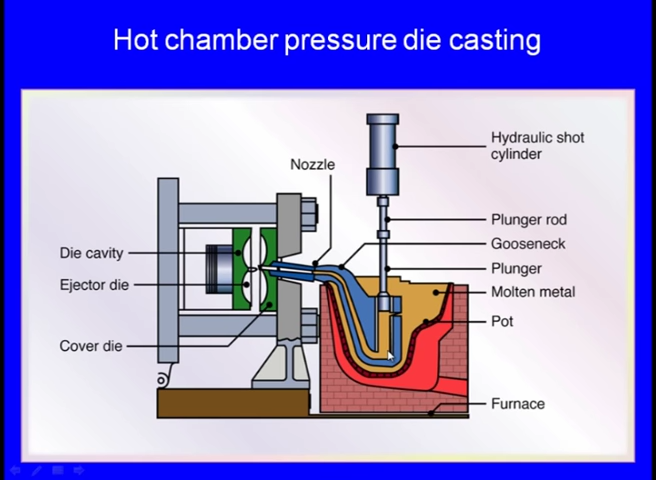 Hot chamber pressure die casting
Hydraulic shot
cylinder
Nozzle
Plunger rod
Gooseneck
Die cavity
Plunger
Ejector die
Molten metal
Pot
Cover die
Furnace